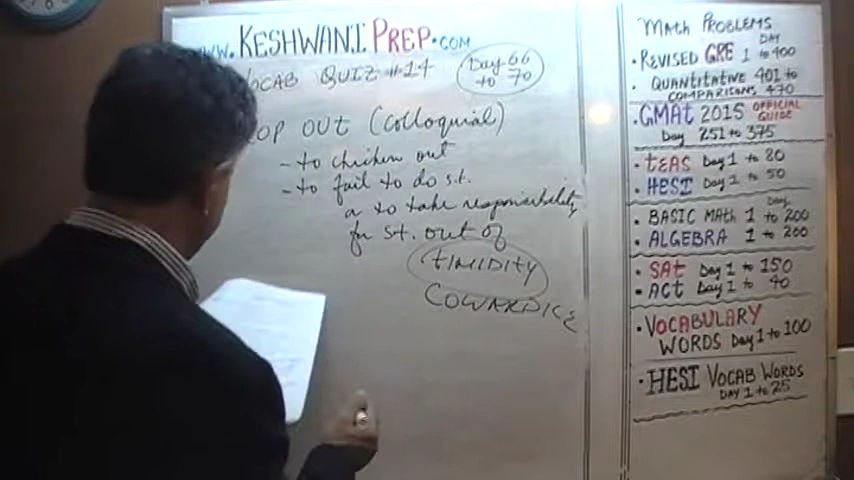 www.KESHWANI PREP.COM
VOCAB QUIZ #14
Day 66 to 70
OP OUT (Colloquial)
- to chicken out
- to fail to do s.t.
or to take responsibility
for s.t. out of
TIMIDITY
COWARDICE
MATH PROBLEMS
DAY
• REVISED GRE 1 to 400
• QUANTITATIVE 401 to
COMPARISONS 470
• GMAT 2015 OFFICIAL GUIDE
Day 251 to 375
• TEAS Day 1 to 20
• HESI Day 1 to 50
Day
• BASIC MATH 1 to 200
• ALGEBRA 1 to 200
• SAT Day 1 to 150
• ACT Day 1 to 40
• VOCABULARY
WORDS Day 1 to 100
• HESI VOCAB WORDS
DAY 1 to 25